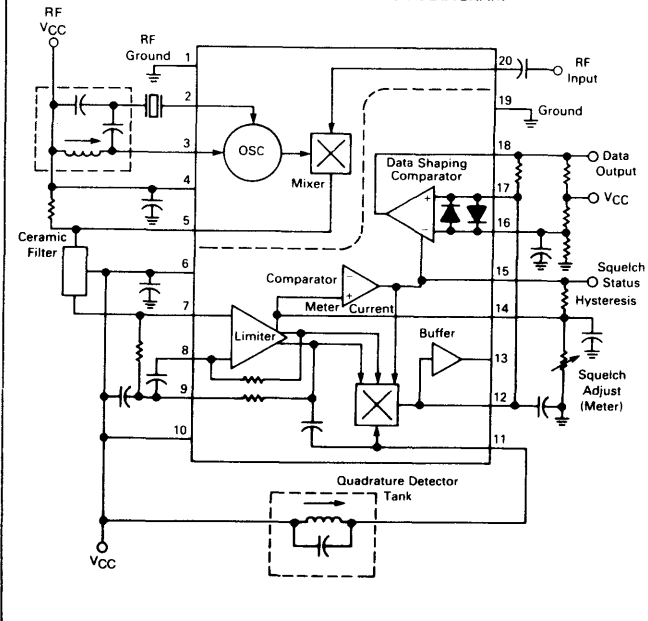 RF
VCC
RF
Ground
1
20
RF
Input
2
19
Ground
3
OSC
Mixer
18
Data
Output
Data Shaping
Comparator
17
+
VCC
4
16
−
5
Ceramic
Filter
6
15
Squelch
Status
Hysteresis
Comparator
+
Meter Current
14
7
Limiter
Buffer
13
8
Squelch
Adjust
(Meter)
9
12
10
11
Quadrature Detector
Tank
VCC